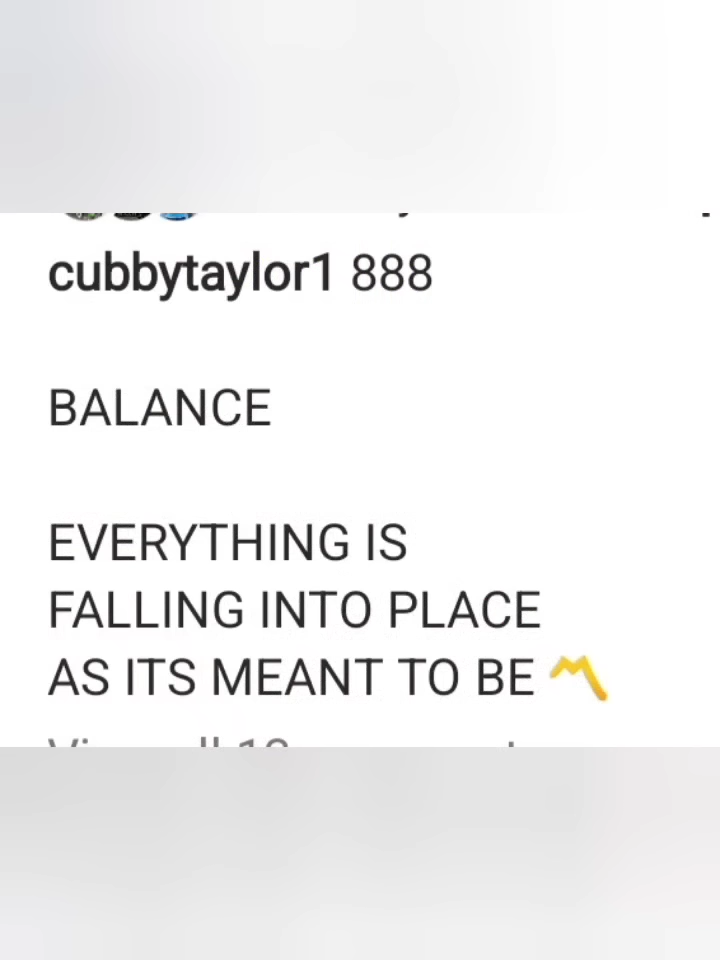 cubbytaylor1 888
BALANCE
EVERYTHING IS
FALLING INTO PLACE
AS ITS MEANT TO BE 〽️